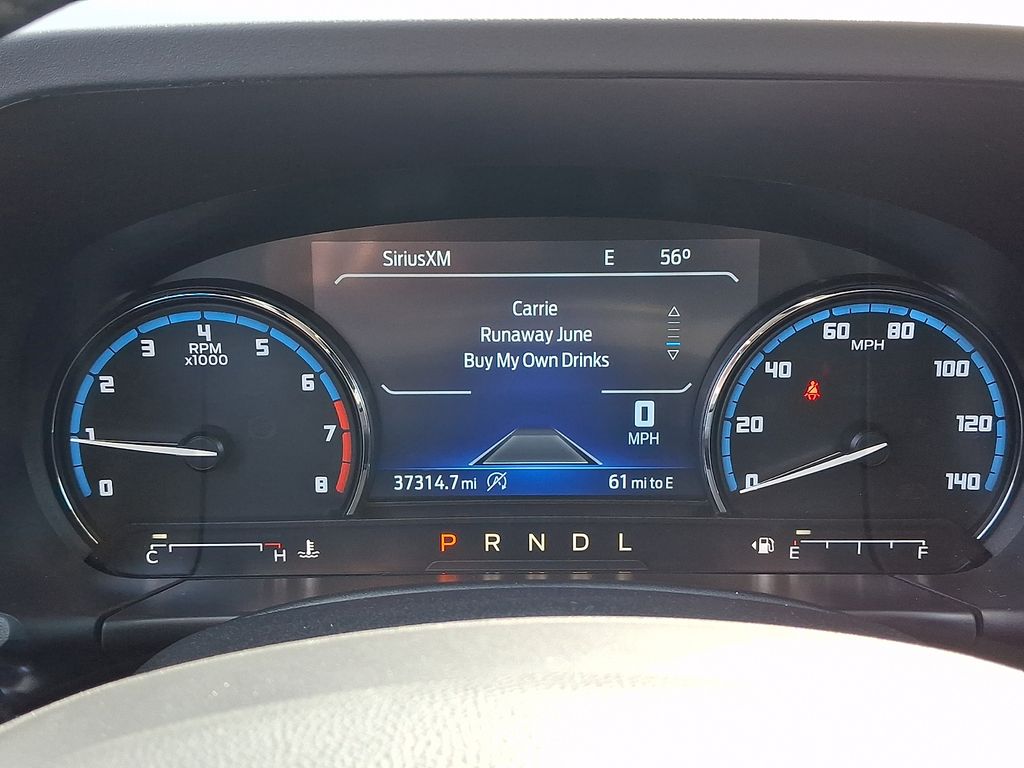 SiriusXM E 56º
Carrie
Runaway June
Buy My Own Drinks
0
MPH
37314.7 mi 61 mi to E
0 1 2 3 4 5 6 7 8
RPM
x1000
0 20 40 60 80 100 120 140
MPH
C H
P R N D L
E F